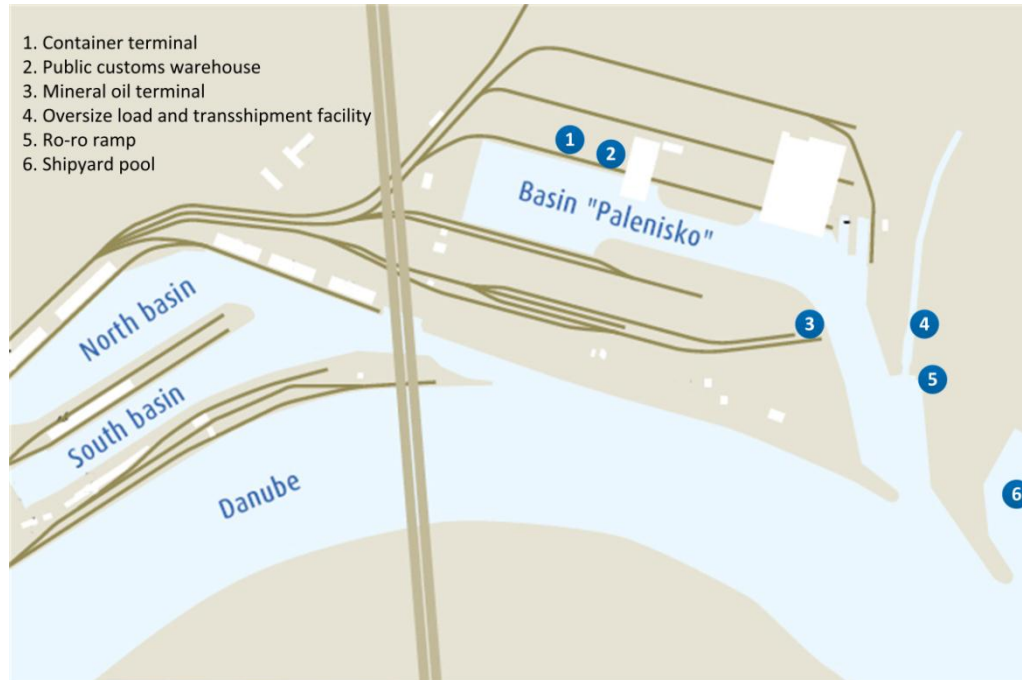 1. Container terminal
2. Public customs warehouse
3. Mineral oil terminal
4. Oversize load and transshipment facility
5. Ro-ro ramp
6. Shipyard pool
1
2
Basin "Palenisko"
North basin
3
4
5
South basin
Danube
6